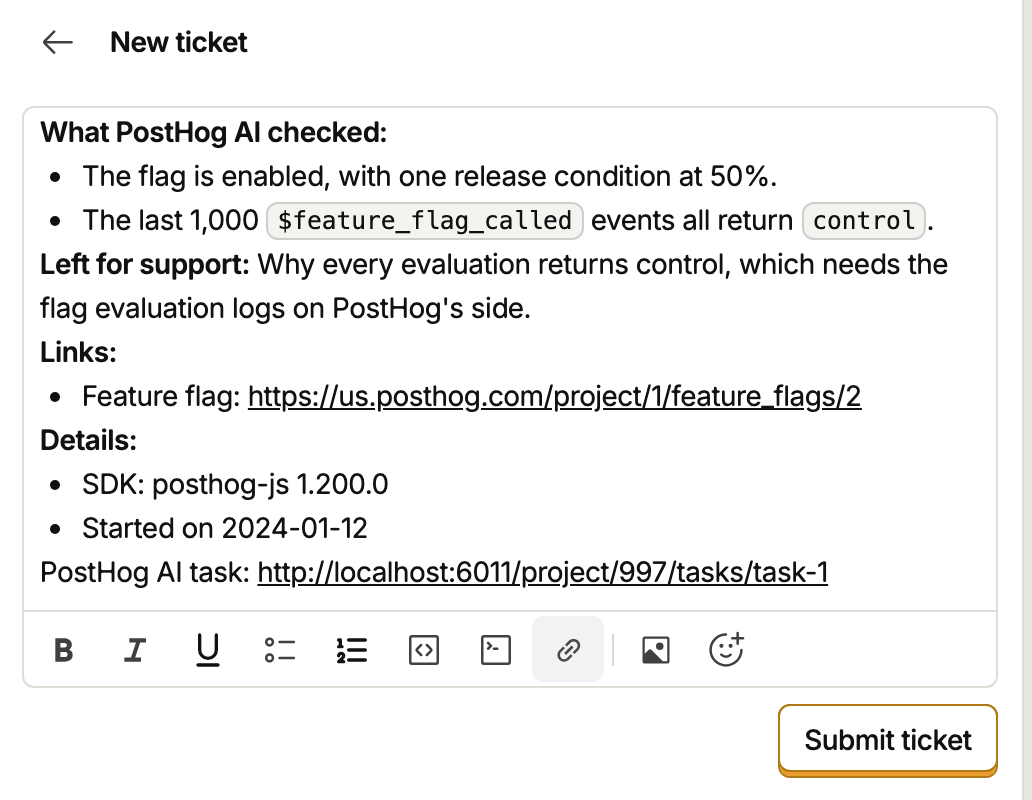 New ticket
What PostHog AI checked:
• The flag is enabled, with one release condition at 50%.
• The last 1,000 $feature_flag_called events all return control.
Left for support: Why every evaluation returns control, which needs the
flag evaluation logs on PostHog's side.
Links:
• Feature flag: https://us.posthog.com/project/1/feature_flags/2
Details:
• SDK: posthog-js 1.200.0
• Started on 2024-01-12
PostHog AI task: http://localhost:6011/project/997/tasks/task-1
B I U
Submit ticket